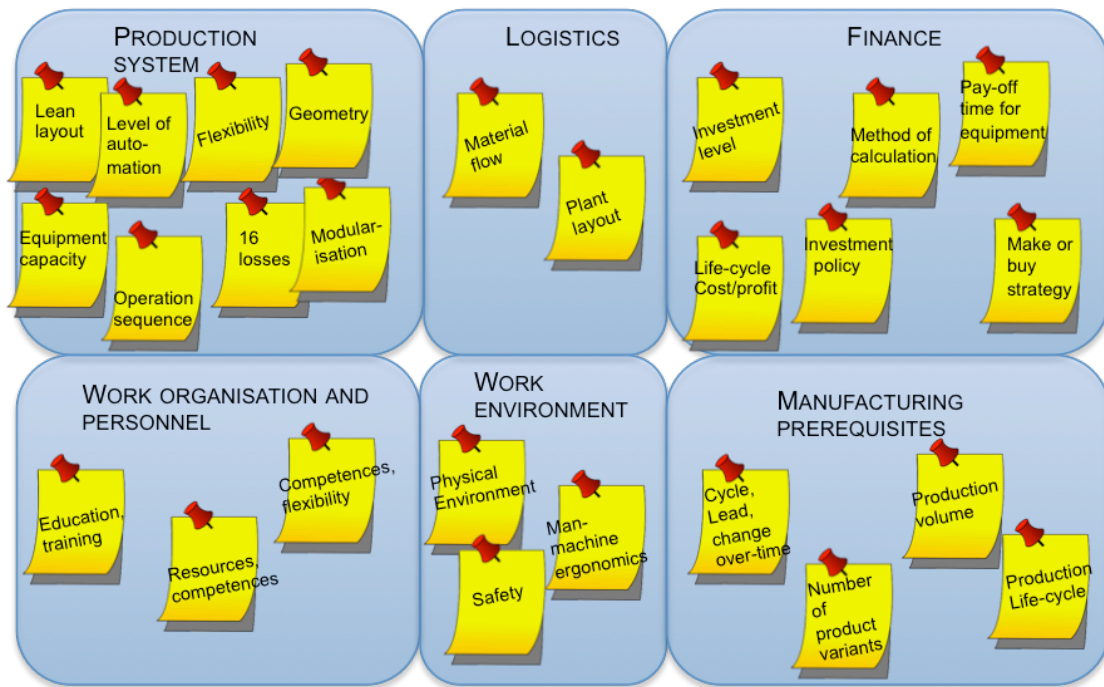 PRODUCTION
SYSTEM
Lean
layout
Level of
auto-
mation
Flexibility
Geometry
Equipment
capacity
Operation
sequence
16
losses
Modular-
isation
LOGISTICS
Material
flow
Plant
layout
FINANCE
Investment
level
Method of
calculation
Pay-off
time for
equipment
Life-cycle
Cost/profit
Investment
policy
Make or
buy
strategy
WORK ORGANISATION AND
PERSONNEL
Education,
training
Resources,
competences
Competences,
flexibility
WORK
ENVIRONMENT
Physical
Environment
Man-
machine
ergonomics
Safety
MANUFACTURING
PREREQUISITES
Cycle,
Lead,
change
over-time
Number
of
product
variants
Production
volume
Production
Life-cycle